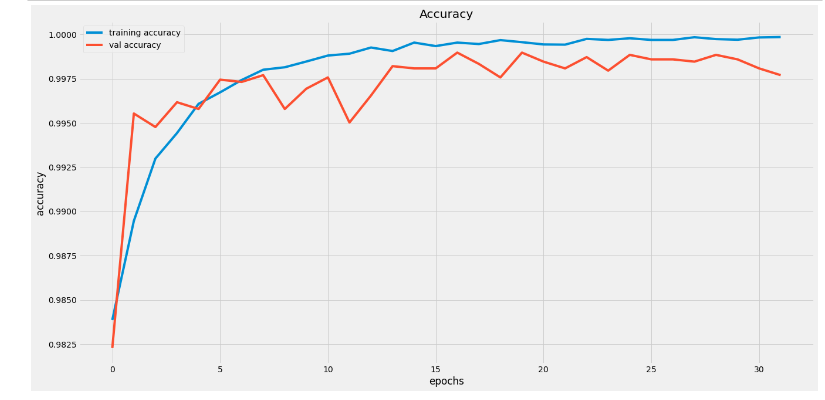 Accuracy
training accuracy
val accuracy
1.0000
0.9975
0.9950
0.9925
0.9900
0.9875
0.9850
0.9825
accuracy
0 5 10 15 20 25 30
epochs